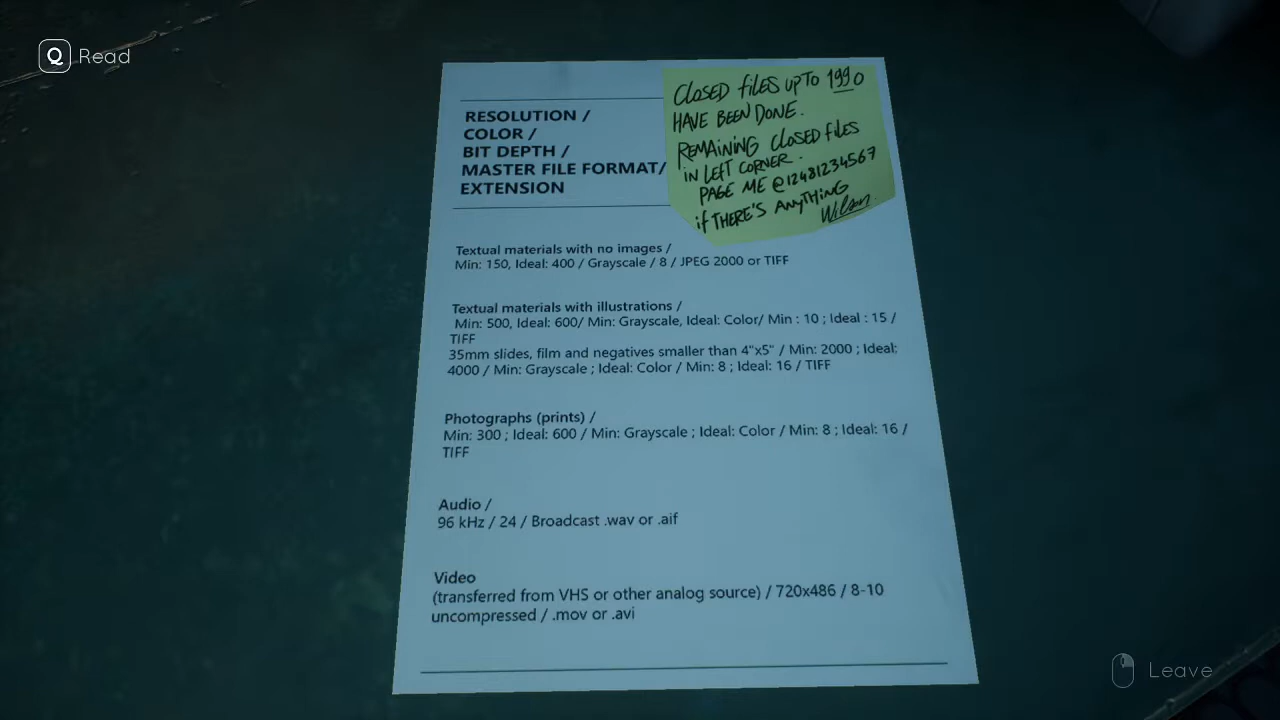 Q Read
RESOLUTION /
COLOR /
BIT DEPTH /
MASTER FILE FORMAT/
EXTENSION
CLOSED FILES UP TO 1990
HAVE BEEN DONE.
REMAINING CLOSED FILES
IN LEFT CORNER.
PAGE ME @12481234567
if THERE'S ANYTHING
Wilson
Textual materials with no images /
Min: 150, Ideal: 400 / Grayscale / 8 / JPEG 2000 or TIFF
Textual materials with illustrations /
Min: 500, Ideal: 600/ Min: Grayscale, Ideal: Color/ Min : 10 ; Ideal : 15 /
TIFF
35mm slides, film and negatives smaller than 4"x5" / Min: 2000 ; Ideal:
4000 / Min: Grayscale ; Ideal: Color / Min: 8 ; Ideal: 16 / TIFF
Photographs (prints) /
Min: 300 ; Ideal: 600 / Min: Grayscale ; Ideal: Color / Min: 8 ; Ideal: 16 /
TIFF
Audio /
96 kHz / 24 / Broadcast .wav or .aif
Video
(transferred from VHS or other analog source) / 720x486 / 8-10
uncompressed / .mov or .avi
Leave